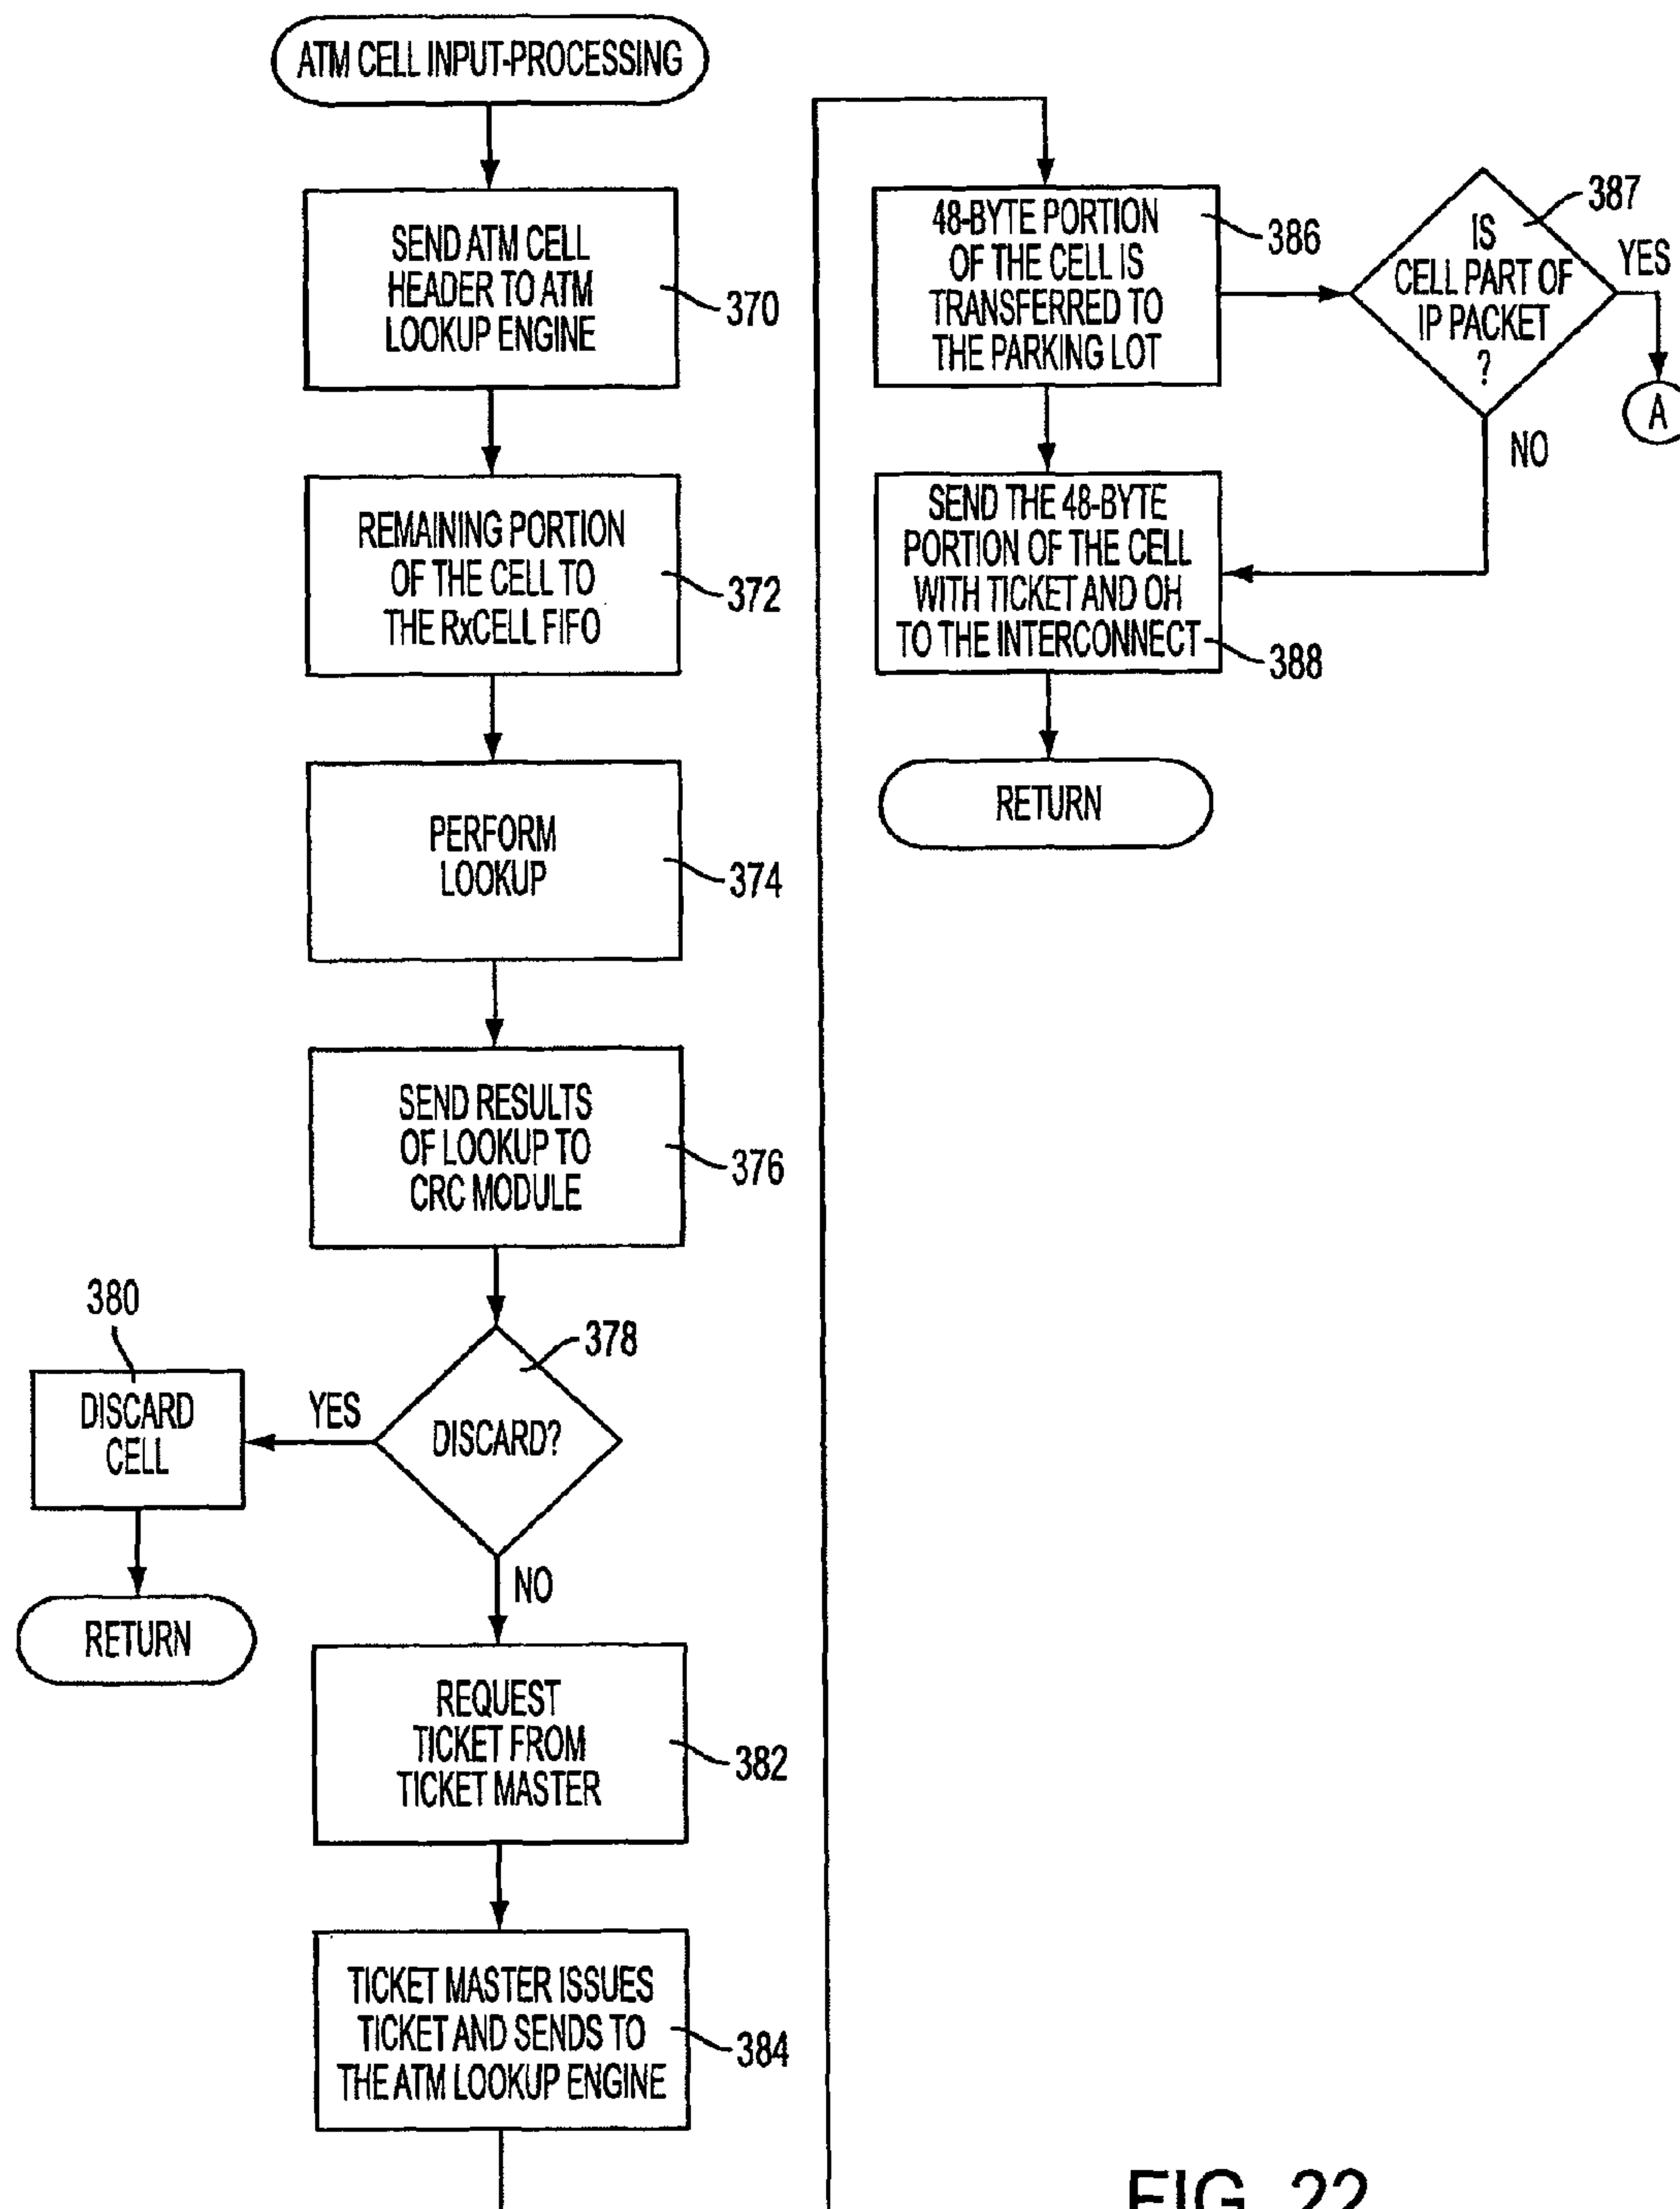 ATM CELL INPUT-PROCESSING
SEND ATM CELL
HEADER TO ATM
LOOKUP ENGINE
370
REMAINING PORTION
OF THE CELL TO
THE RxCELL FIFO
372
PERFORM
LOOKUP
374
SEND RESULTS
OF LOOKUP TO
CRC MODULE
376
378
DISCARD?
YES
380
DISCARD
CELL
RETURN
NO
REQUEST
TICKET FROM
TICKET MASTER
382
TICKET MASTER ISSUES
TICKET AND SENDS TO
THE ATM LOOKUP ENGINE
384
48-BYTE PORTION
OF THE CELL IS
TRANSFERRED TO
THE PARKING LOT
386
387
IS
CELL PART OF
IP PACKET
?
YES
A
NO
SEND THE 48-BYTE
PORTION OF THE CELL
WITH TICKET AND OH
TO THE INTERCONNECT
388
RETURN
FIG. 22